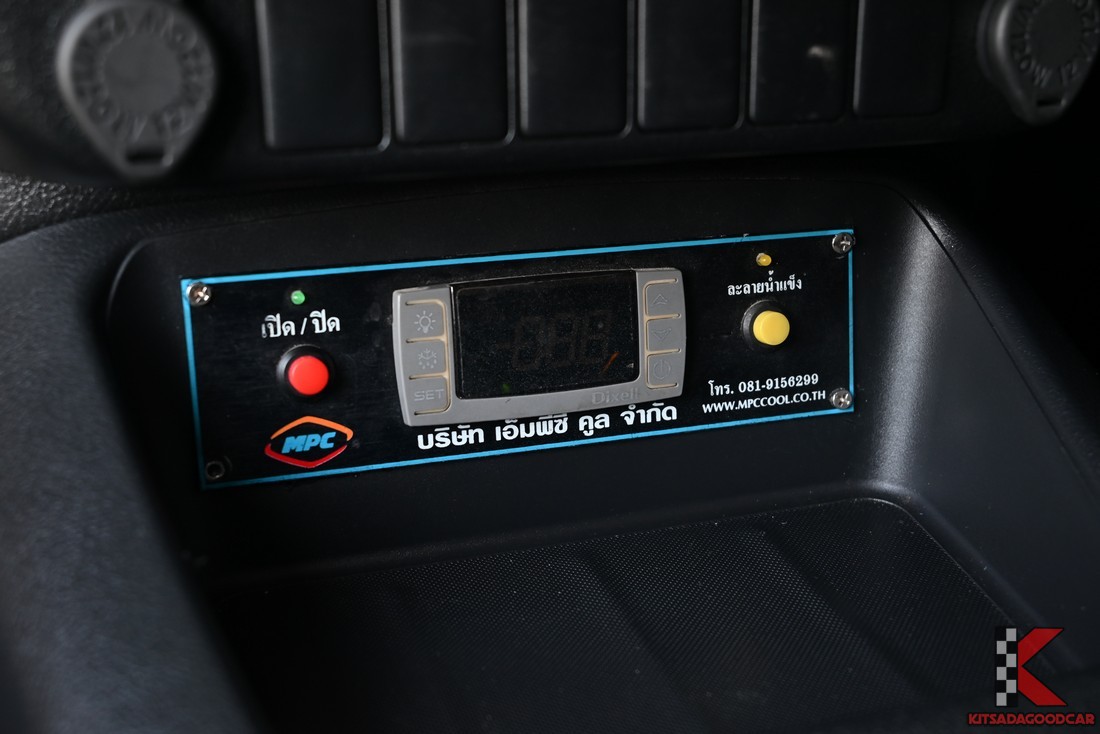 เปิด / ปิด
ละลายน้ำแข็ง
SET
Dixell
MPC
บริษัท เอ็มพีซี คูล จำกัด
โทร. 081-9156299
WWW.MPCCOOL.CO.TH
KITSADAGOODCAR